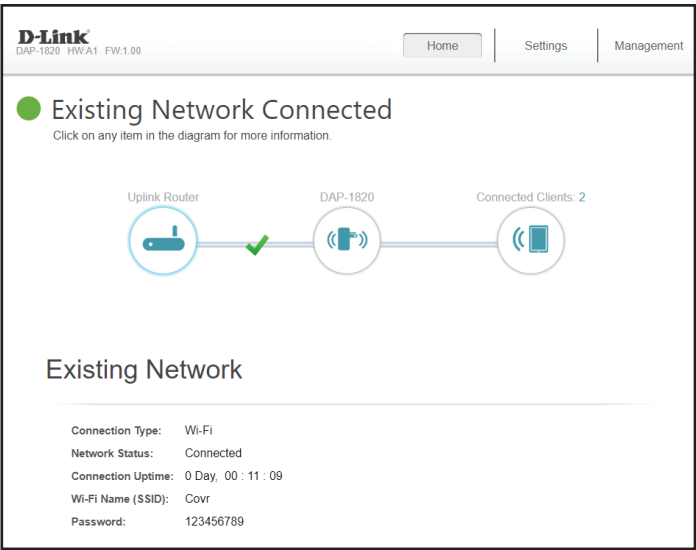 D-Link
DAP-1820 HW:A1 FW:1.00
Home Settings Management
Existing Network Connected
Click on any item in the diagram for more information.
Uplink Router DAP-1820 Connected Clients: 2
Existing Network
Connection Type: Wi-Fi
Network Status: Connected
Connection Uptime: 0 Day, 00 : 11 : 09
Wi-Fi Name (SSID): Covr
Password: 123456789